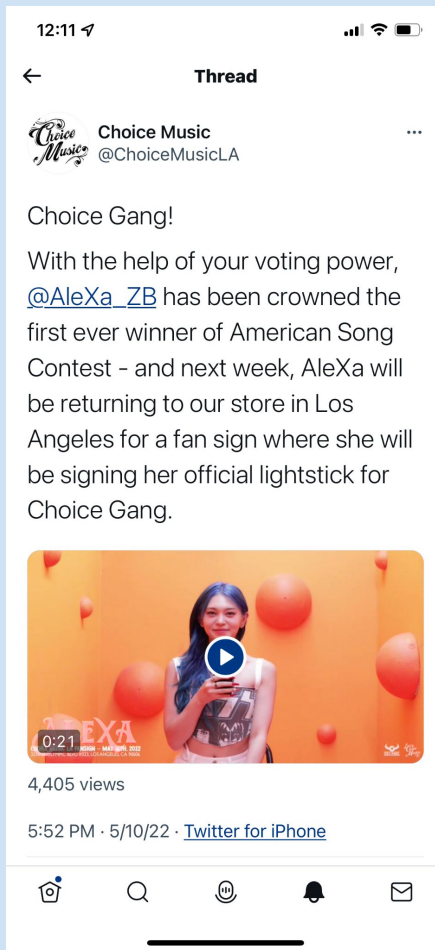 12:11
Thread
Choice Music
Choice Music
@ChoiceMusicLA
Choice Gang!
With the help of your voting power,
@AleXa_ZB has been crowned the
first ever winner of American Song
Contest - and next week, AleXa will
be returning to our store in Los
Angeles for a fan sign where she will
be signing her official lightstick for
Choice Gang.
0:21
4,405 views
5:52 PM · 5/10/22 · Twitter for iPhone